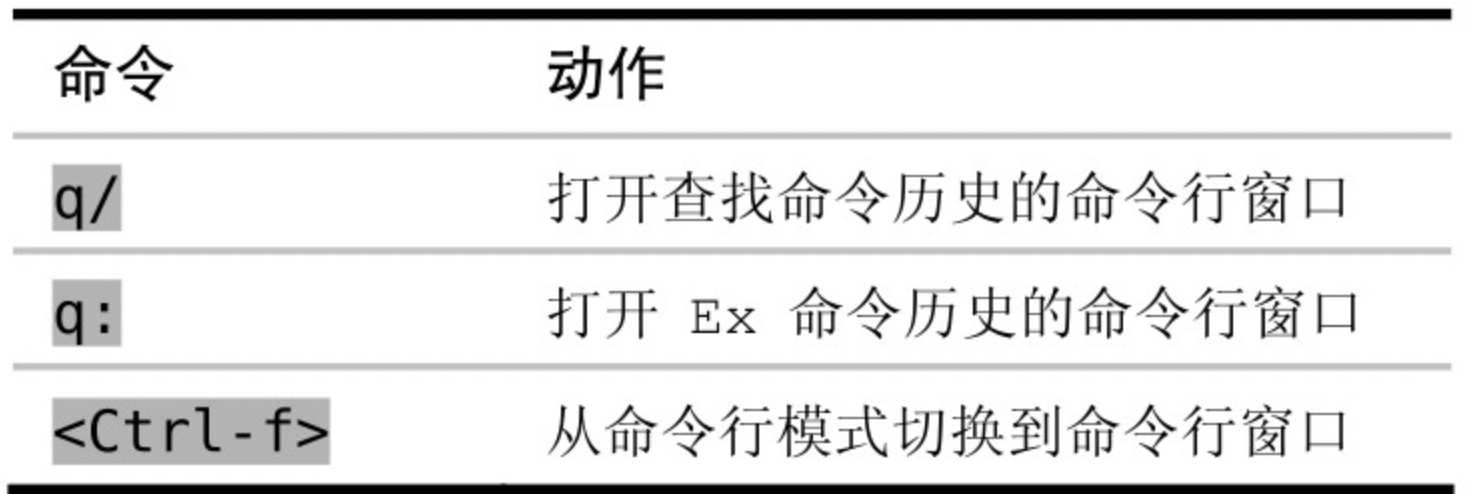 命令 动作
q/ 打开查找命令历史的命令行窗口
q: 打开 Ex 命令历史的命令行窗口
<Ctrl-f> 从命令行模式切换到命令行窗口